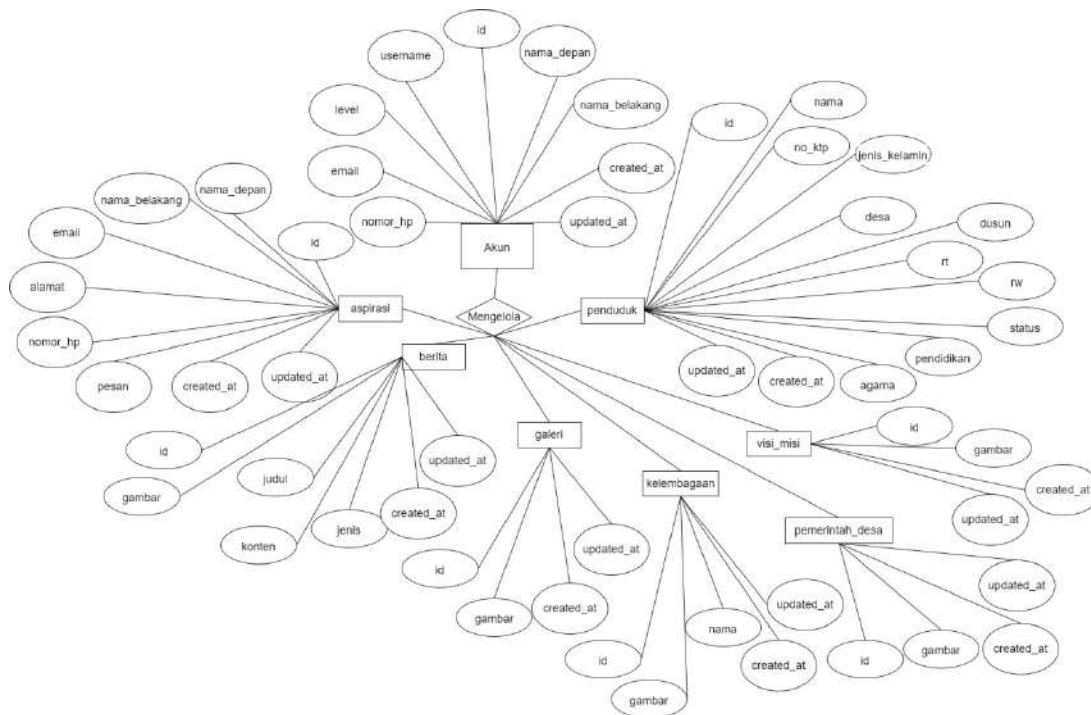 id
username
nama_depan
level
nama_belakang
email
created_at
nomor_hp
updated_at
Akun
id
nama
no_ktp
jenis_kelamin
desa
dusun
rt
rw
status
pendidikan
agama
created_at
updated_at
penduduk
nama_depan
nama_belakang
id
email
alamat
nomor_hp
pesan
created_at
updated_at
aspirasi
Mengelola
berita
id
gambar
judul
konten
jenis
created_at
updated_at
galeri
id
gambar
created_at
updated_at
kelembagaan
id
gambar
nama
created_at
updated_at
visi_misi
id
gambar
created_at
updated_at
pemerintah_desa
id
gambar
created_at
updated_at